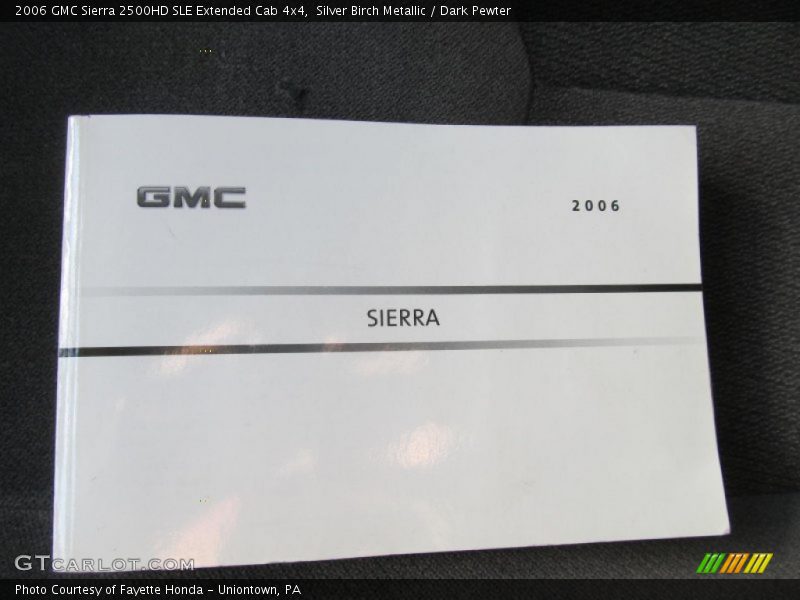 2006 GMC Sierra 2500HD SLE Extended Cab 4x4,  Silver Birch Metallic / Dark Pewter
GMC
2006
SIERRA
GTCARLOT.COM
Photo Courtesy of Fayette Honda - Uniontown, PA